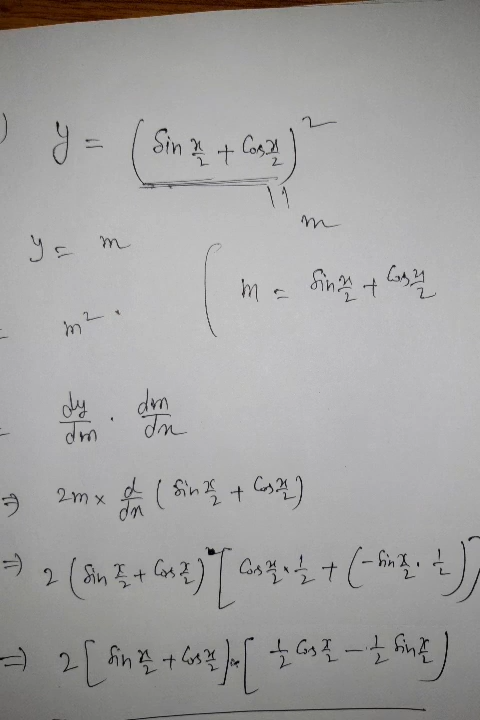 ) y = (Sin x/2 + Cos x/2)^2
11
m
y = m ( m = Sin x/2 + Cos x/2
= m^2 .
= dy/dm . dm/dx
⇒ 2m × d/dx (Sin x/2 + Cos x/2)
⇒ 2 (Sin x/2 + Cos x/2) [Cos x/2 × 1/2 + (-Sin x/2 . 1/2)]
⇒ 2 [Sin x/2 + Cos x/2] × [1/2 Cos x/2 - 1/2 Sin x/2)